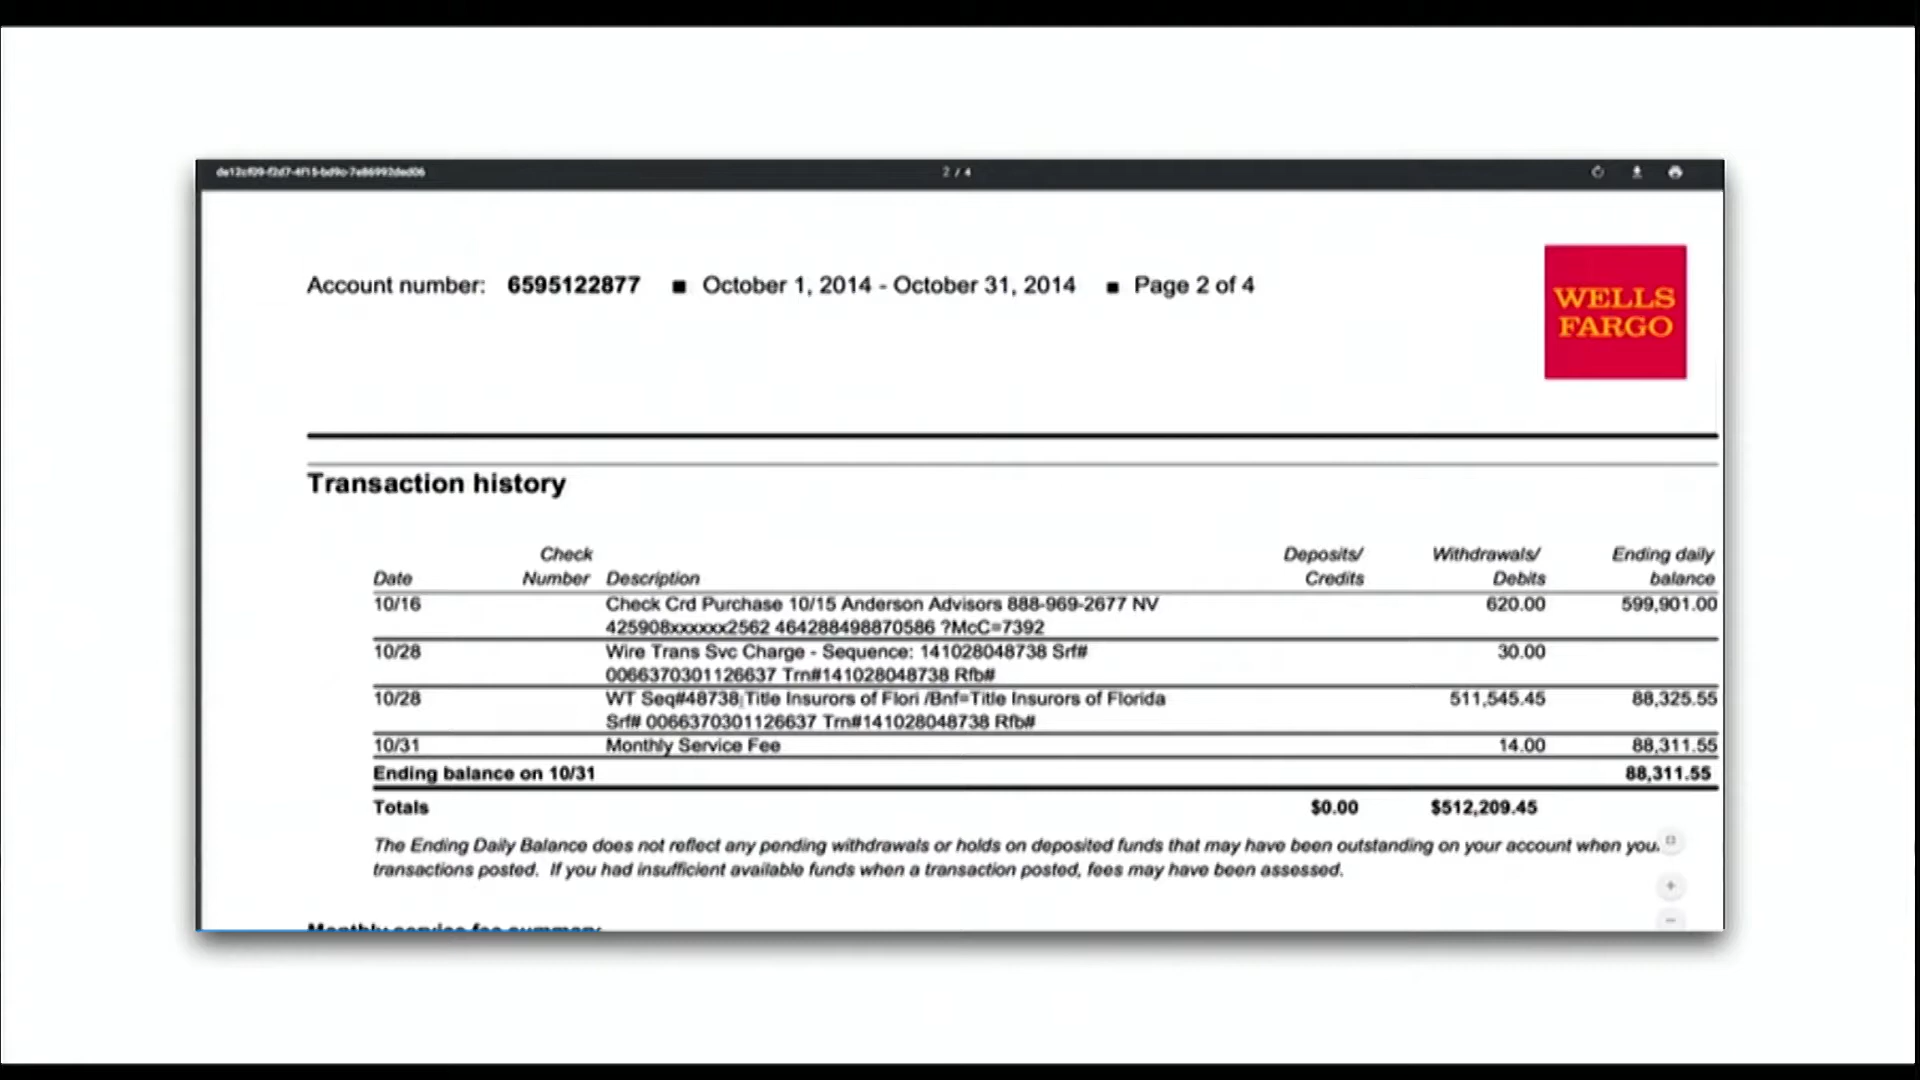 2 / 4
Account number: 6595122877 ■ October 1, 2014 - October 31, 2014 ■ Page 2 of 4
WELLS
FARGO
Transaction history
Check Deposits/ Withdrawals/ Ending daily
Date Number Description Credits Debits balance
10/16 Check Crd Purchase 10/15 Anderson Advisors 888-969-2677 NV 620.00 599,901.00
425908xxxxxx2562 464288498870586 ?McC=7392
10/28 Wire Trans Svc Charge - Sequence: 141028048738 Srf# 30.00
0066370301126637 Trn#141028048738 Rfb#
10/28 WT Seq#48738 Title Insurors of Flori /Bnf=Title Insurors of Florida 511,545.45 88,325.55
Srf# 0066370301126637 Trn#141028048738 Rfb#
10/31 Monthly Service Fee 14.00 88,311.55
Ending balance on 10/31 88,311.55
Totals $0.00 $512,209.45
The Ending Daily Balance does not reflect any pending withdrawals or holds on deposited funds that may have been outstanding on your account when you
transactions posted. If you had insufficient available funds when a transaction posted, fees may have been assessed.
Monthly service fee summary